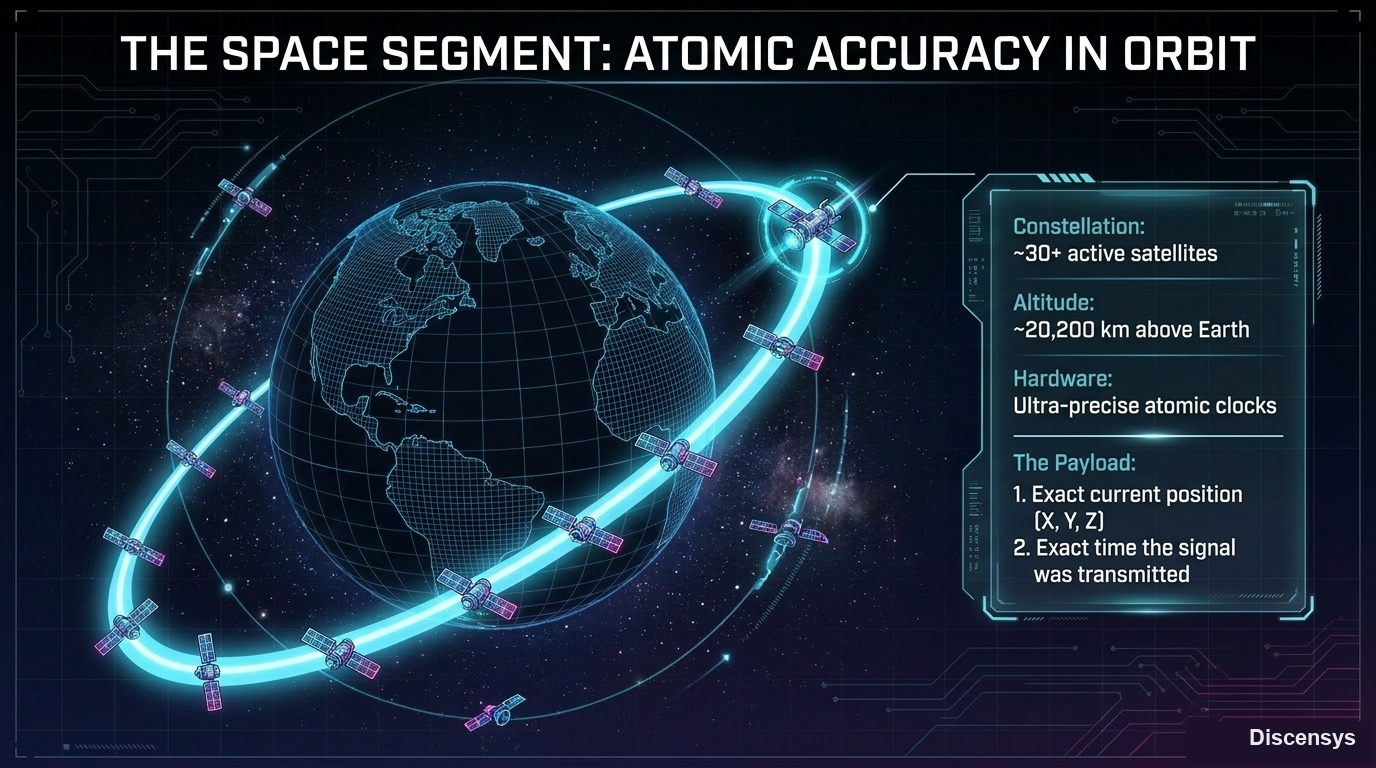 THE SPACE SEGMENT: ATOMIC ACCURACY IN ORBIT
Constellation:
~30+ active satellites
Altitude:
~20,200 km above Earth
Hardware:
Ultra-precise atomic clocks
The Payload:
1. Exact current position
(X, Y, Z)
2. Exact time the signal
was transmitted
Discensys